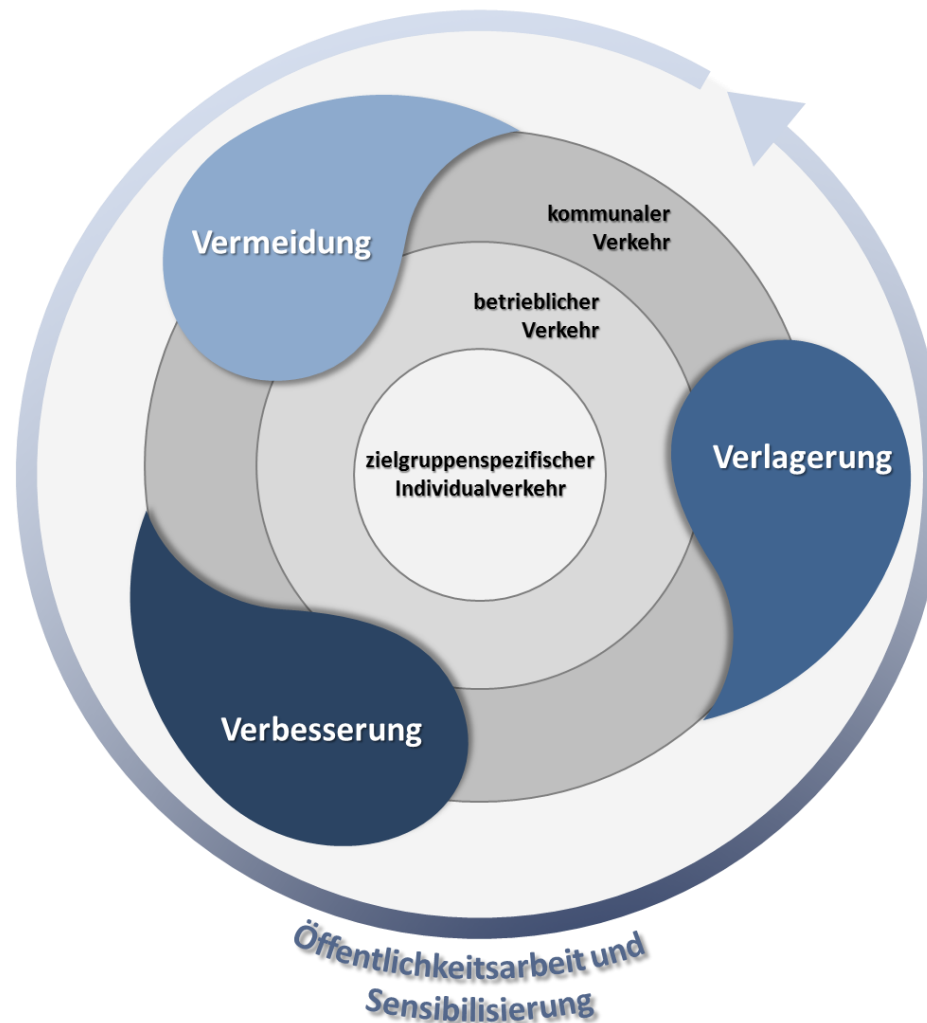 kommunaler
Verkehr
Vermeidung
betrieblicher
Verkehr
zielgruppenspezifischer
Individualverkehr
Verlagerung
Verbesserung
Öffentlichkeitsarbeit und
Sensibilisierung